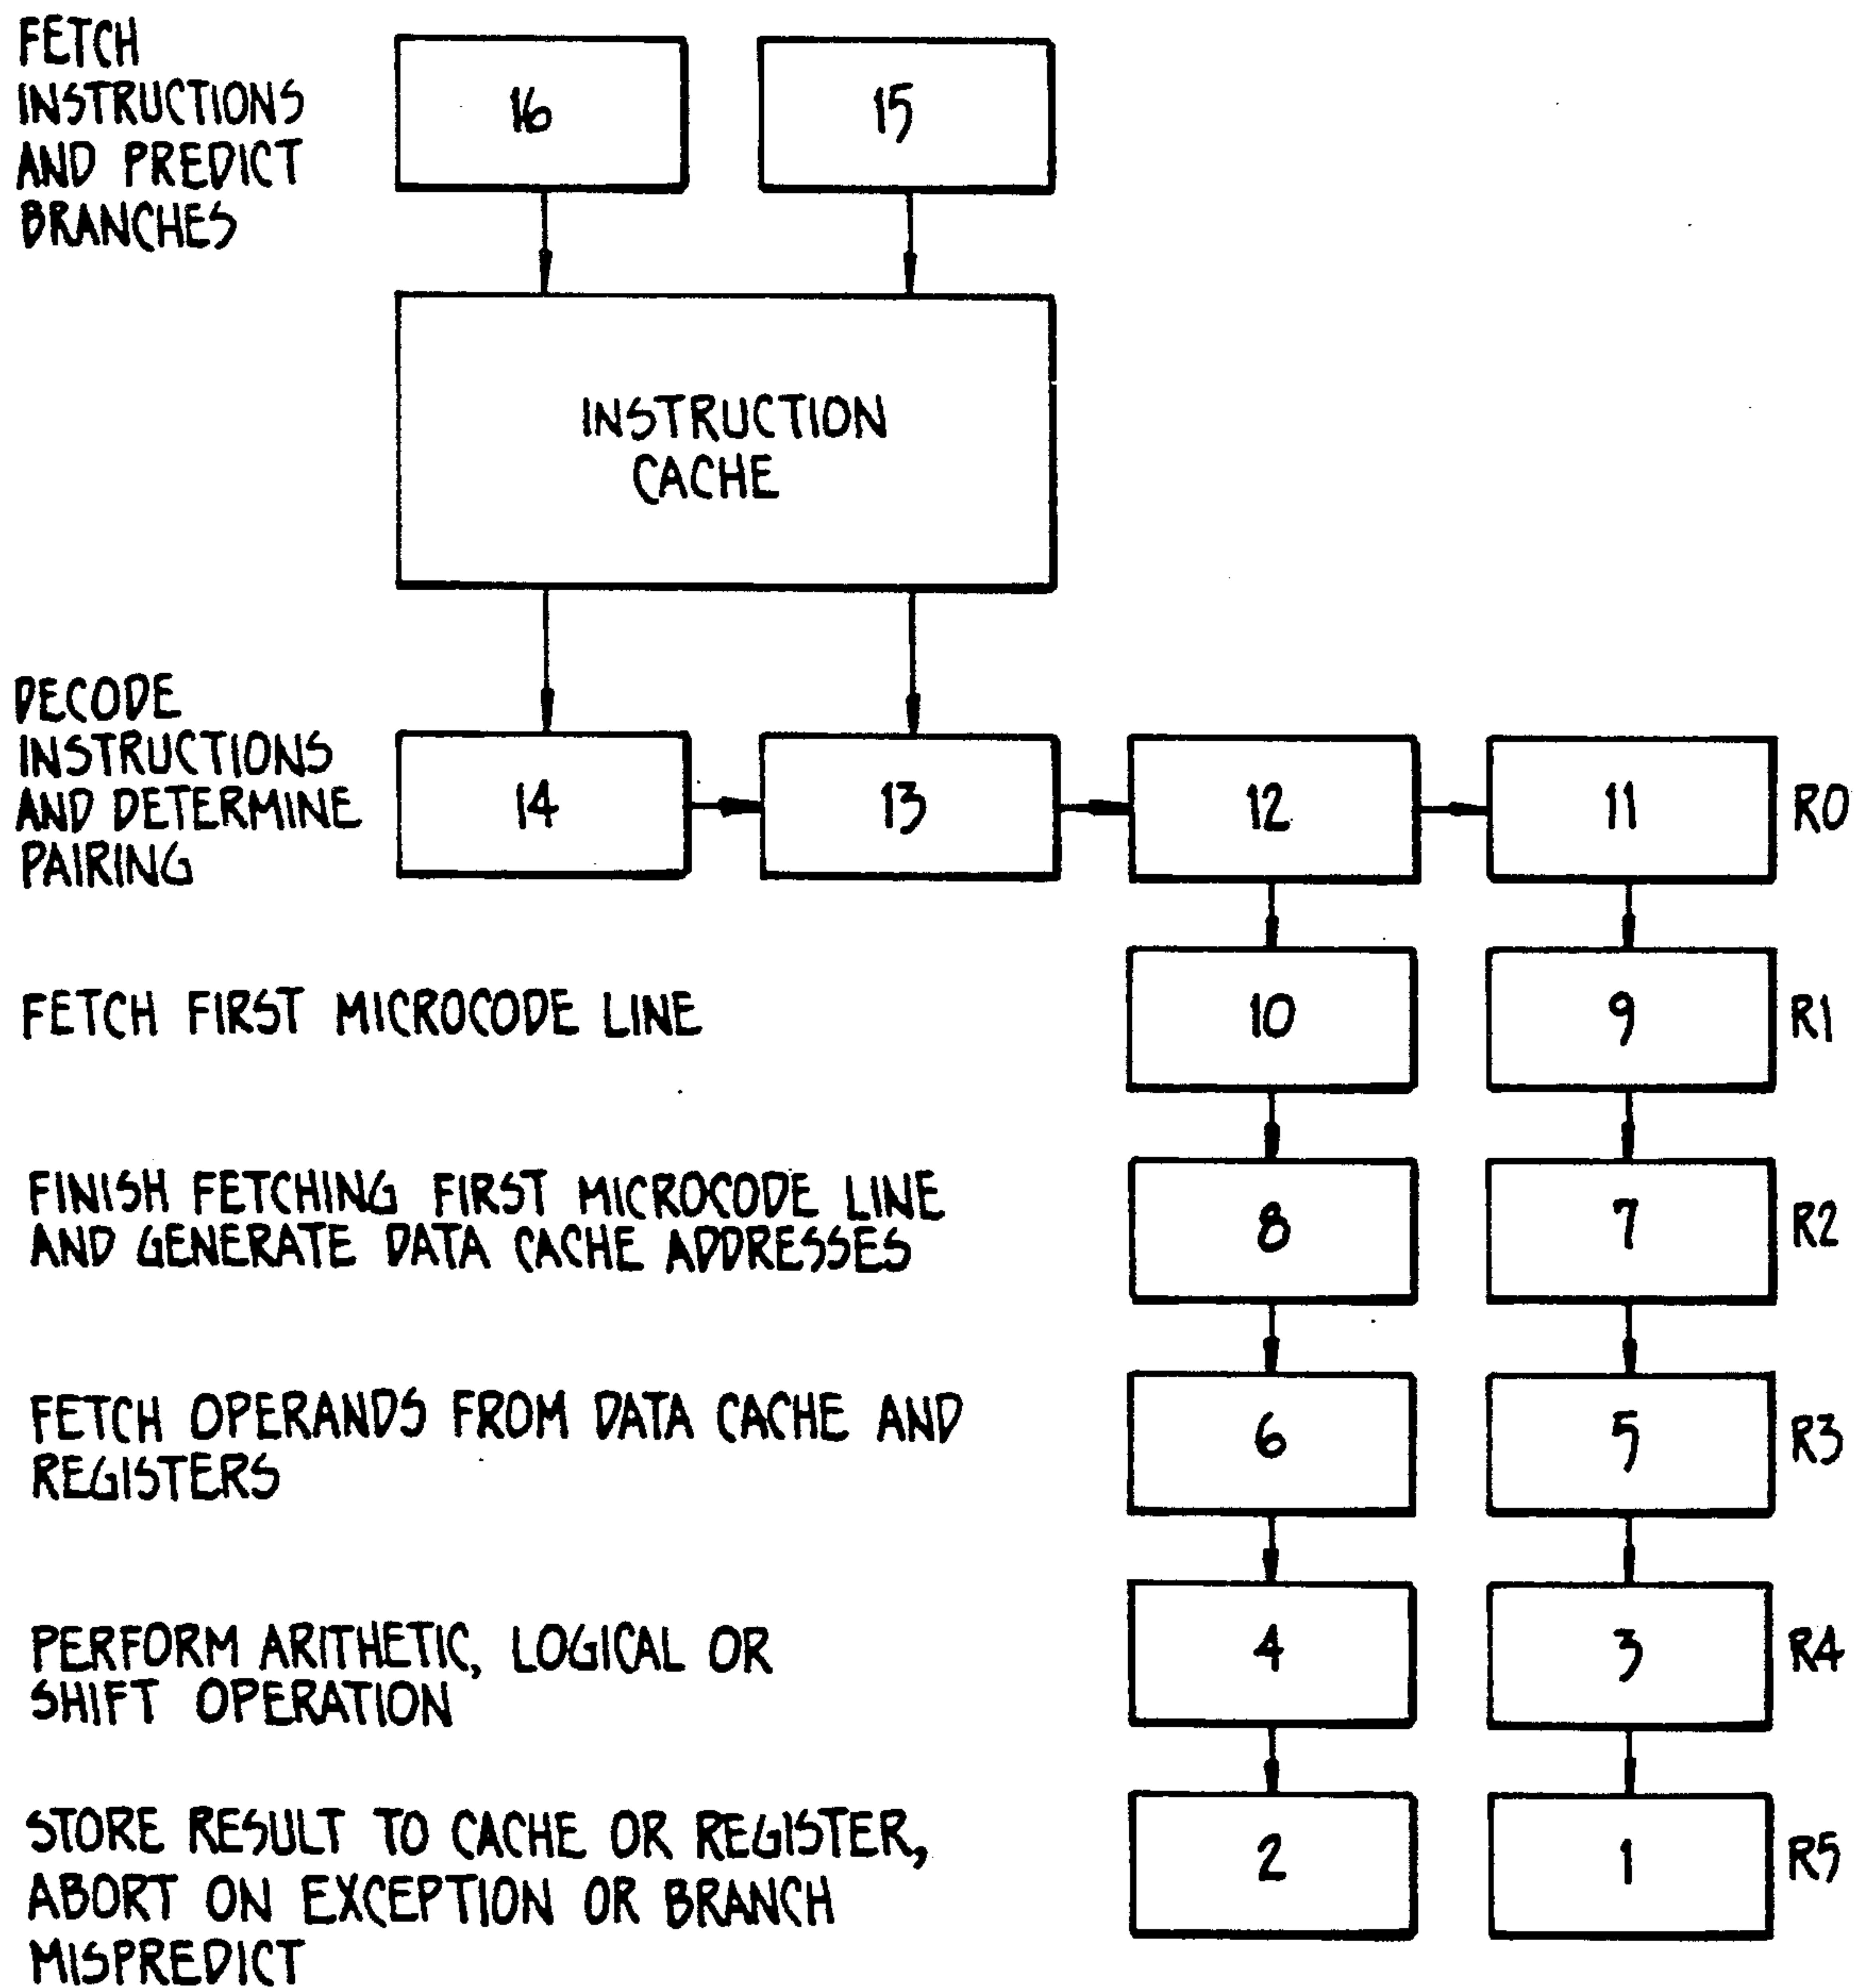 FETCH
INSTRUCTIONS
AND PREDICT
BRANCHES
16 15
INSTRUCTION
CACHE
DECODE
INSTRUCTIONS
AND DETERMINE
PAIRING
14 13 12 11 R0
FETCH FIRST MICROCODE LINE
10 9 R1
FINISH FETCHING FIRST MICROCODE LINE
AND GENERATE DATA CACHE ADDRESSES
8 7 R2
FETCH OPERANDS FROM DATA CACHE AND
REGISTERS
6 5 R3
PERFORM ARITHETIC, LOGICAL OR
SHIFT OPERATION
4 3 R4
STORE RESULT TO CACHE OR REGISTER,
ABORT ON EXCEPTION OR BRANCH
MISPREDICT
2 1 R5